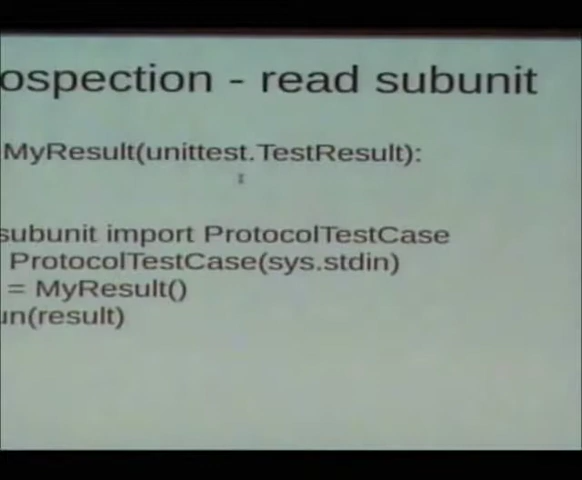 ospection - read subunit
MyResult(unittest.TestResult):
subunit import ProtocolTestCase
ProtocolTestCase(sys.stdin)
= MyResult()
un(result)